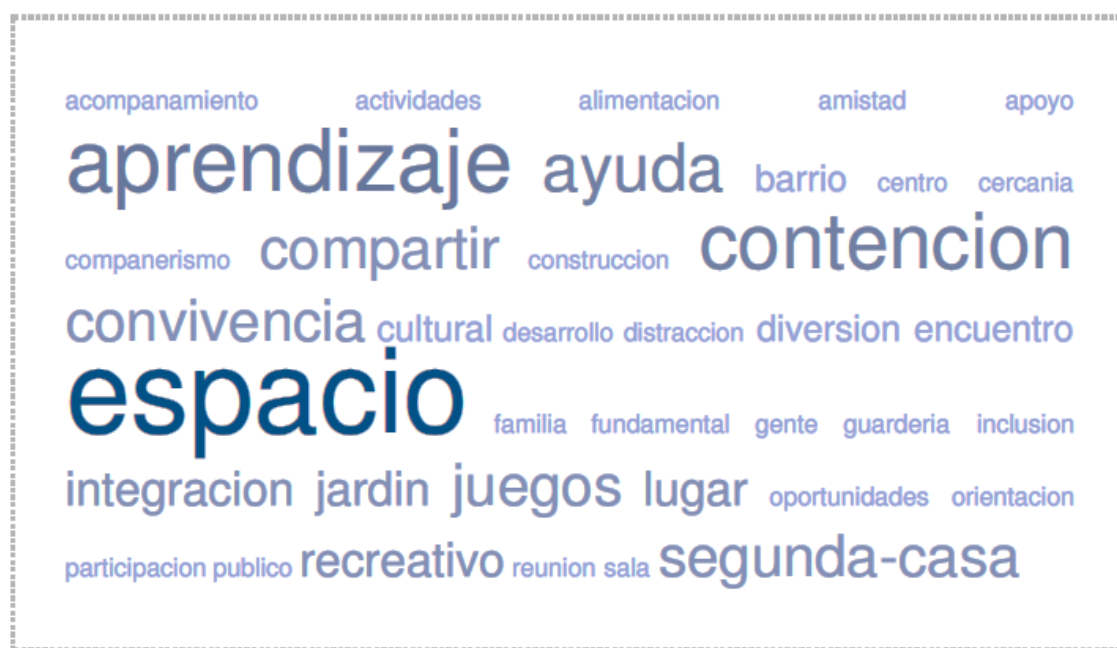 acompanamiento actividades alimentacion amistad apoyo
aprendizaje ayuda barrio centro cercania
companerismo compartir construccion contencion
convivencia cultural desarrollo distraccion diversion encuentro
espacio familia fundamental gente guarderia inclusion
integracion jardin juegos lugar oportunidades orientacion
participacion publico recreativo reunion sala segunda-casa